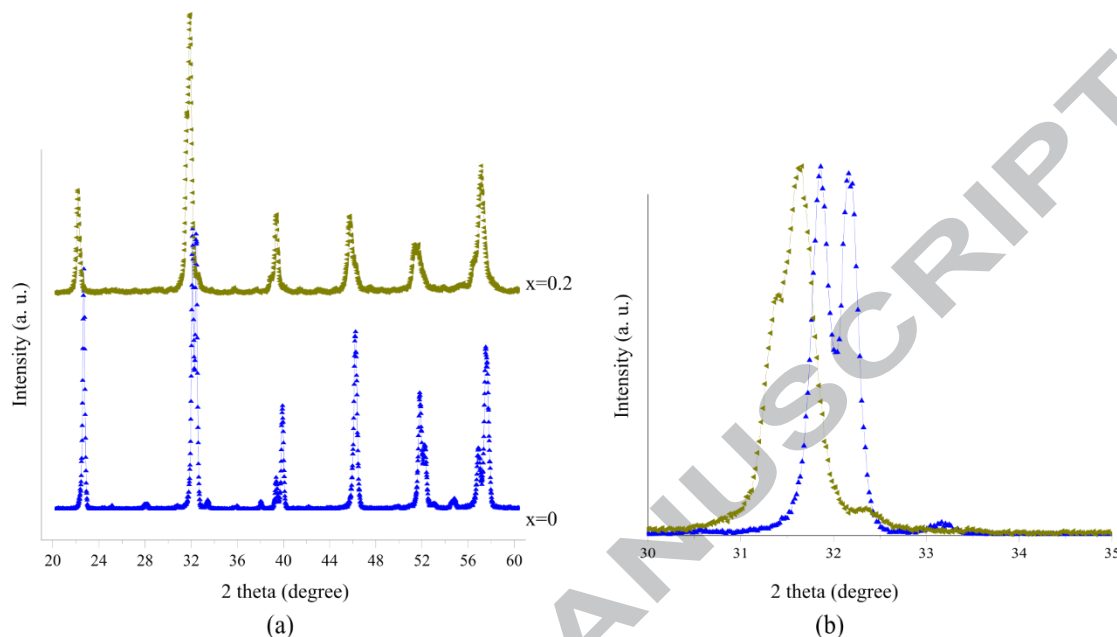 Intensity (a. u.)
x=0.2
x=0
20 24 28 32 36 40 44 48 52 56 60
2 theta (degree)
(a)
Intensity (a. u.)
30 31 32 33 34 35
2 theta (degree)
(b)
ANUSCRIPT